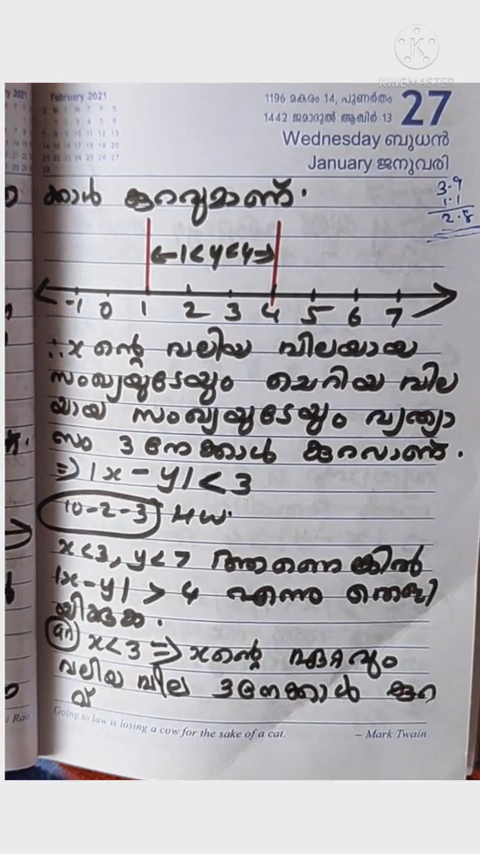 KINEMASTER
February 2021
1196 മകരം 14, പുണർതം
1442 ജമാദുൽ ആഖിർ 13
27
Wednesday ബുധൻ
January ജനുവരി
3.9
1.1
2.8
ക്കാൾ കുറവുമാണ്.
1<y<4
-1 0 1 2 3 4 5 6 7
∴ x ന്റെ വലിയ വിലയായ
സംഖ്യയുടേയും ചെറിയ വില
യായ സംഖ്യയുടേയും വ്യത്യാ
സം 3 നേക്കാൾ കുറവാണ്.
⇒ |x - y| < 3
10-2-3 HW
x<3, y<7 ആണെങ്കിൽ
|x-y| > 4 എന്നു തെളി
യിക്കുക.
x<3 ⇒ xന്റെ ഏറ്റവും
വലിയ വില 3നേക്കാൾ കുറ
വ്
Going to law is losing a cow for the sake of a cat. – Mark Twain